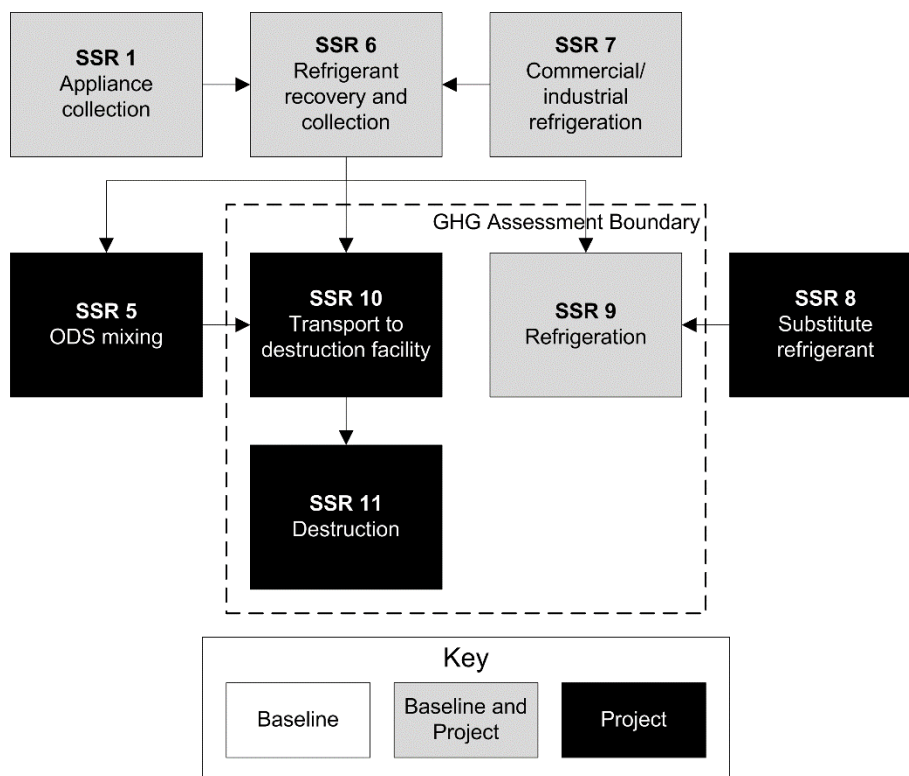 SSR 1
Appliance
collection
SSR 6
Refrigerant
recovery and
collection
SSR 7
Commercial/
industrial
refrigeration
GHG Assessment Boundary
SSR 5
ODS mixing
SSR 10
Transport to
destruction facility
SSR 9
Refrigeration
SSR 8
Substitute
refrigerant
SSR 11
Destruction
Key
Baseline
Baseline and
Project
Project